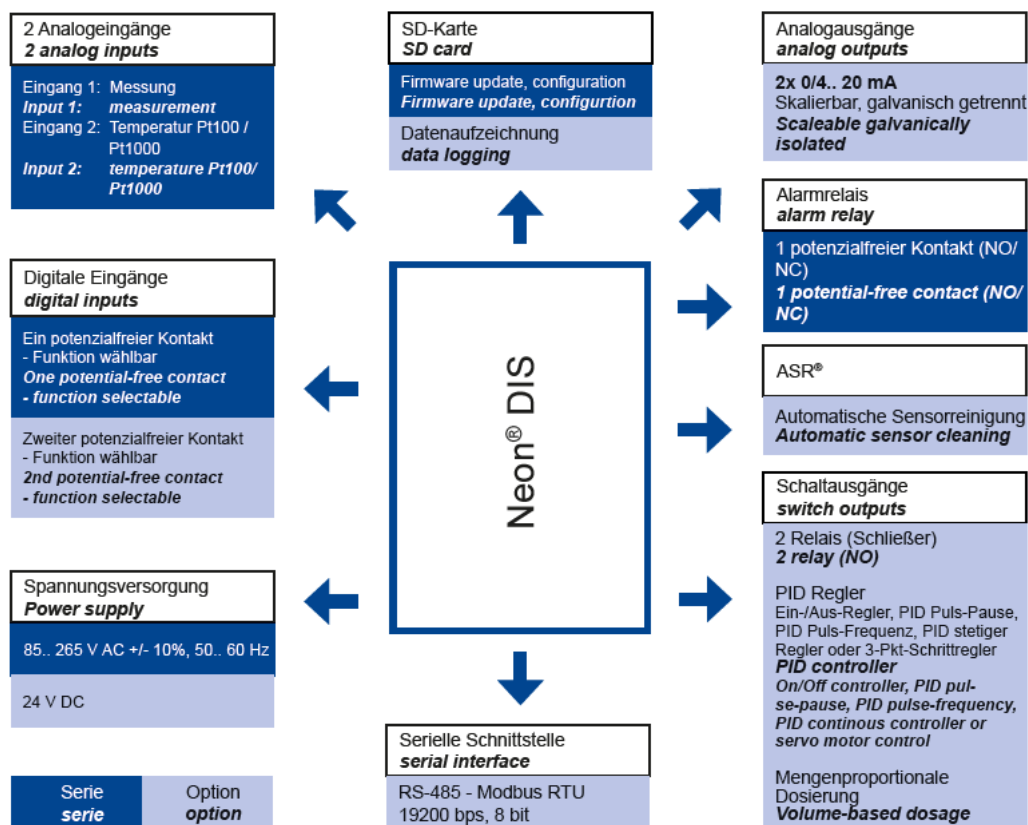 2 Analogeingänge
2 analog inputs
Eingang 1: Messung
Input 1: measurement
Eingang 2: Temperatur Pt100 /
Pt1000
Input 2: temperature Pt100/
Pt1000
Digitale Eingänge
digital inputs
Ein potenzialfreier Kontakt
- Funktion wählbar
One potential-free contact
- function selectable
Zweiter potenzialfreier Kontakt
- Funktion wählbar
2nd potential-free contact
- function selectable
Spannungsversorgung
Power supply
85.. 265 V AC +/- 10%, 50.. 60 Hz
24 V DC
Serie
serie
Option
option
SD-Karte
SD card
Firmware update, configuration
Firmware update, configurtion
Datenaufzeichnung
data logging
Neon® DIS
Serielle Schnittstelle
serial interface
RS-485 - Modbus RTU
19200 bps, 8 bit
Analogausgänge
analog outputs
2x 0/4.. 20 mA
Skalierbar, galvanisch getrennt
Scaleable galvanically
isolated
Alarmrelais
alarm relay
1 potenzialfreier Kontakt (NO/
NC)
1 potential-free contact (NO/
NC)
ASR®
Automatische Sensorreinigung
Automatic sensor cleaning
Schaltausgänge
switch outputs
2 Relais (Schließer)
2 relay (NO)
PID Regler
Ein-/Aus-Regler, PID Puls-Pause,
PID Puls-Frequenz, PID stetiger
Regler oder 3-Pkt-Schrittregler
PID controller
On/Off controller, PID pul-
se-pause, PID pulse-frequency,
PID continous controller or
servo motor control
Mengenproportionale
Dosierung
Volume-based dosage